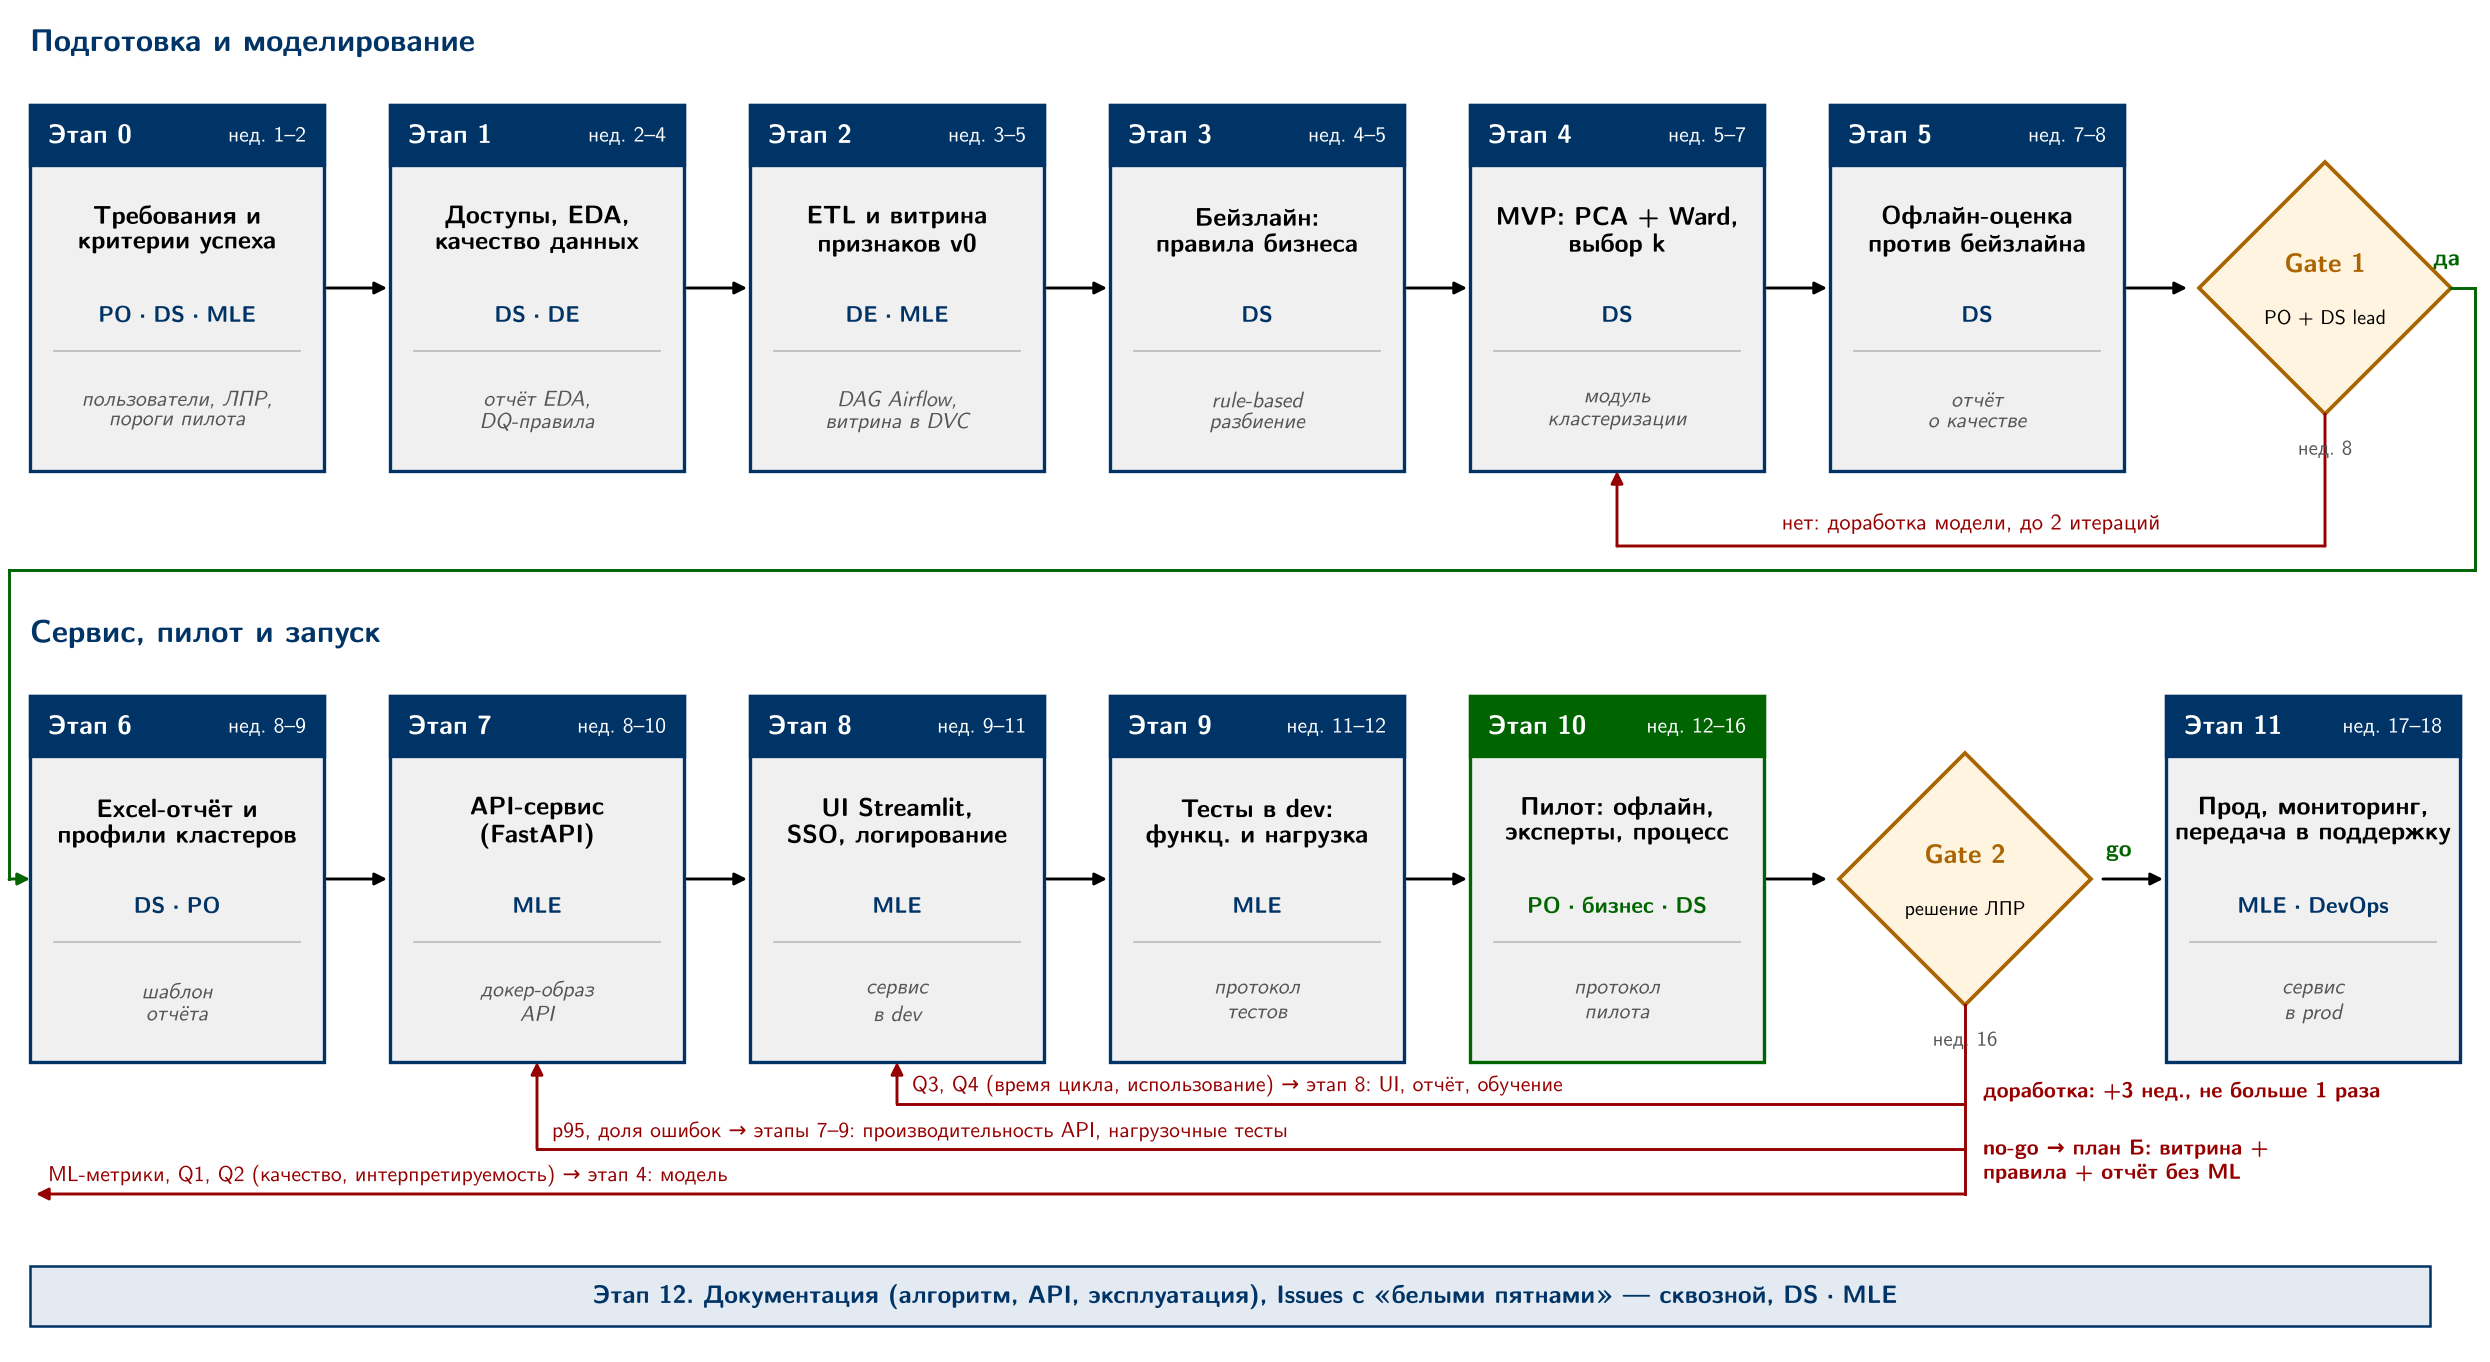 Подготовка и моделирование
Этап 0 нед. 1–2
Требования и
критерии успеха
PO · DS · MLE
пользователи, ЛПР,
пороги пилота
Этап 1 нед. 2–4
Доступы, EDA,
качество данных
DS · DE
отчёт EDA,
DQ-правила
Этап 2 нед. 3–5
ETL и витрина
признаков v0
DE · MLE
DAG Airflow,
витрина в DVC
Этап 3 нед. 4–5
Бейзлайн:
правила бизнеса
DS
rule-based
разбиение
Этап 4 нед. 5–7
MVP: PCA + Ward,
выбор k
DS
модуль
кластеризации
Этап 5 нед. 7–8
Офлайн-оценка
против бейзлайна
DS
отчёт
о качестве
Gate 1
PO + DS lead
да
нед. 8
нет: доработка модели, до 2 итераций
Сервис, пилот и запуск
Этап 6 нед. 8–9
Excel-отчёт и
профили кластеров
DS · PO
шаблон
отчёта
Этап 7 нед. 8–10
API-сервис
(FastAPI)
MLE
докер-образ
API
Этап 8 нед. 9–11
UI Streamlit,
SSO, логирование
MLE
сервис
в dev
Этап 9 нед. 11–12
Тесты в dev:
функц. и нагрузка
MLE
протокол
тестов
Этап 10 нед. 12–16
Пилот: офлайн,
эксперты, процесс
PO · бизнес · DS
протокол
пилота
Gate 2
решение ЛПР
go
нед. 16
Этап 11 нед. 17–18
Прод, мониторинг,
передача в поддержку
MLE · DevOps
сервис
в prod
Q3, Q4 (время цикла, использование) → этап 8: UI, отчёт, обучение
доработка: +3 нед., не больше 1 раза
p95, доля ошибок → этапы 7–9: производительность API, нагрузочные тесты
no-go → план Б: витрина +
правила + отчёт без ML
ML-метрики, Q1, Q2 (качество, интерпретируемость) → этап 4: модель
Этап 12. Документация (алгоритм, API, эксплуатация), Issues с «белыми пятнами» — сквозной, DS · MLE